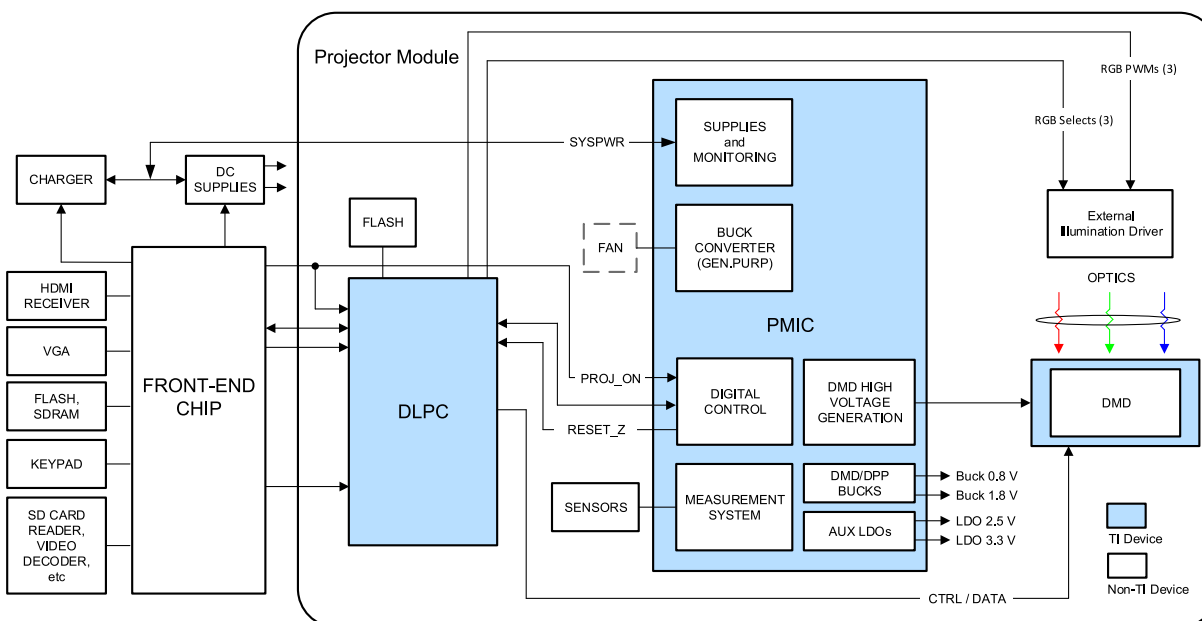 Projector Module
RGB PWMs (3)
RGB Selects (3)
SYSPWR
SUPPLIES
and
MONITORING
CHARGER
DC
SUPPLIES
FLASH
FAN
BUCK
CONVERTER
(GEN.PURP)
External
Illumination Driver
OPTICS
HDMI
RECEIVER
VGA
FLASH,
SDRAM
KEYPAD
SD CARD
READER,
VIDEO
DECODER,
etc
FRONT-END
CHIP
DLPC
PMIC
PROJ_ON
RESET_Z
DIGITAL
CONTROL
DMD HIGH
VOLTAGE
GENERATION
DMD
SENSORS
MEASUREMENT
SYSTEM
DMD/DPP
BUCKS
Buck 0.8 V
Buck 1.8 V
AUX LDOs
LDO 2.5 V
LDO 3.3 V
CTRL / DATA
TI Device
Non-TI Device